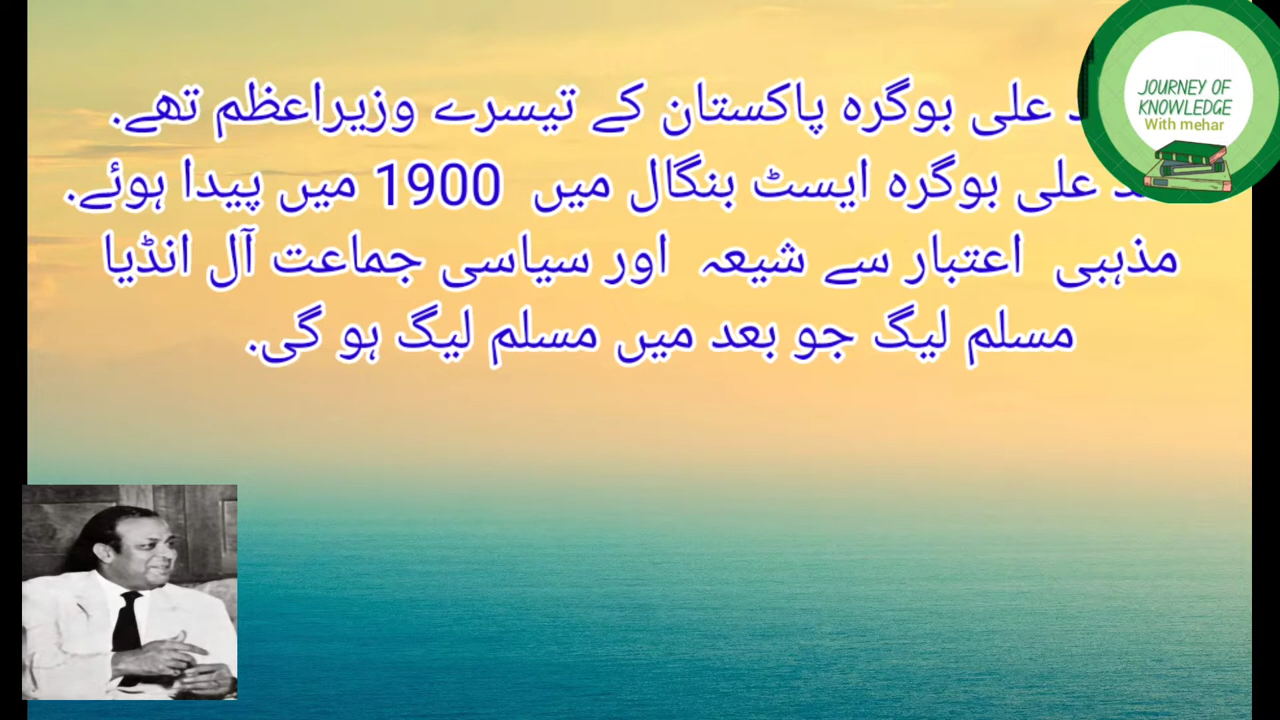 علی بوگرہ پاکستان کے تیسرے وزیراعظم تھے.
علی بوگرہ ایسٹ بنگال میں 1900 میں پیدا ہوئے.
مذہبی اعتبار سے شیعہ اور سیاسی جماعت آل انڈیا
مسلم لیگ جو بعد میں مسلم لیگ ہو گی.
JOURNEY OF
KNOWLEDGE
With mehar